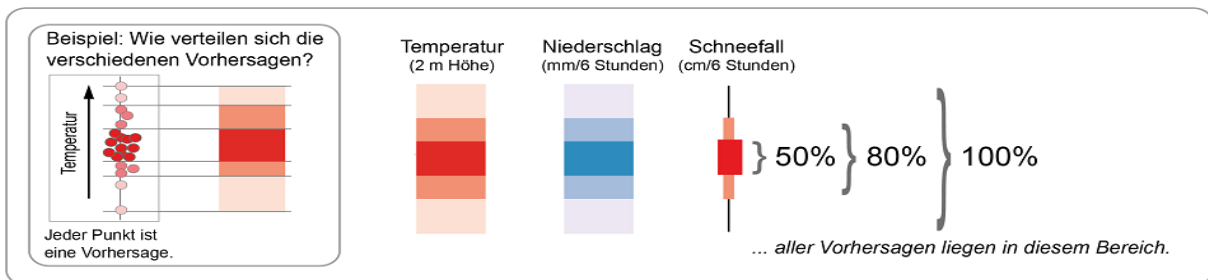 Beispiel: Wie verteilen sich die
verschiedenen Vorhersagen?
Temperatur
Jeder Punkt ist
eine Vorhersage.
Temperatur
(2 m Höhe)
Niederschlag
(mm/6 Stunden)
Schneefall
(cm/6 Stunden)
50%
80%
100%
... aller Vorhersagen liegen in diesem Bereich.